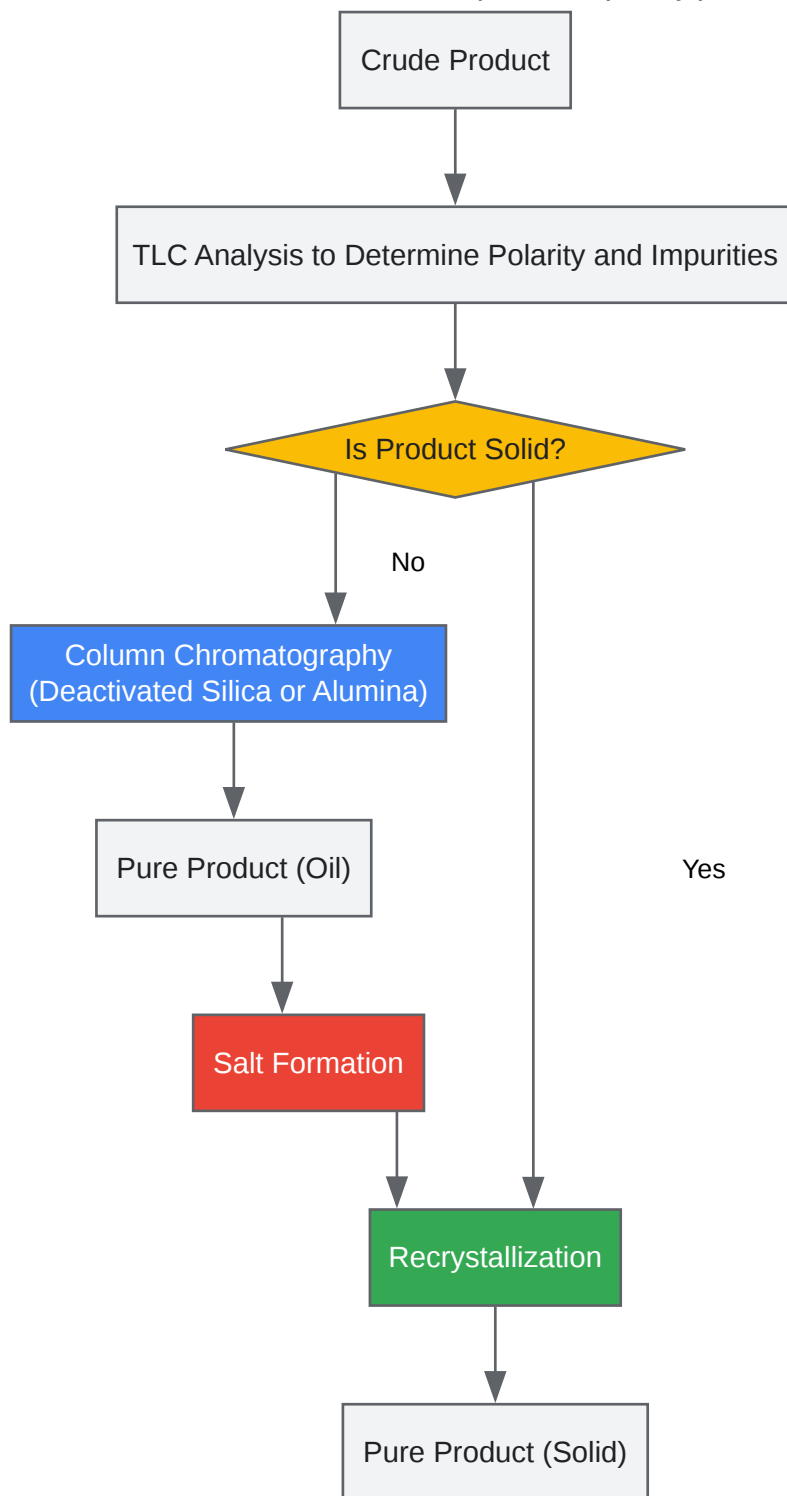 Crude Product
TLC Analysis to Determine Polarity and Impurities
Is Product Solid?
No
Column Chromatography
(Deactivated Silica or Alumina)
Pure Product (Oil)
Yes
Salt Formation
Recrystallization
Pure Product (Solid)